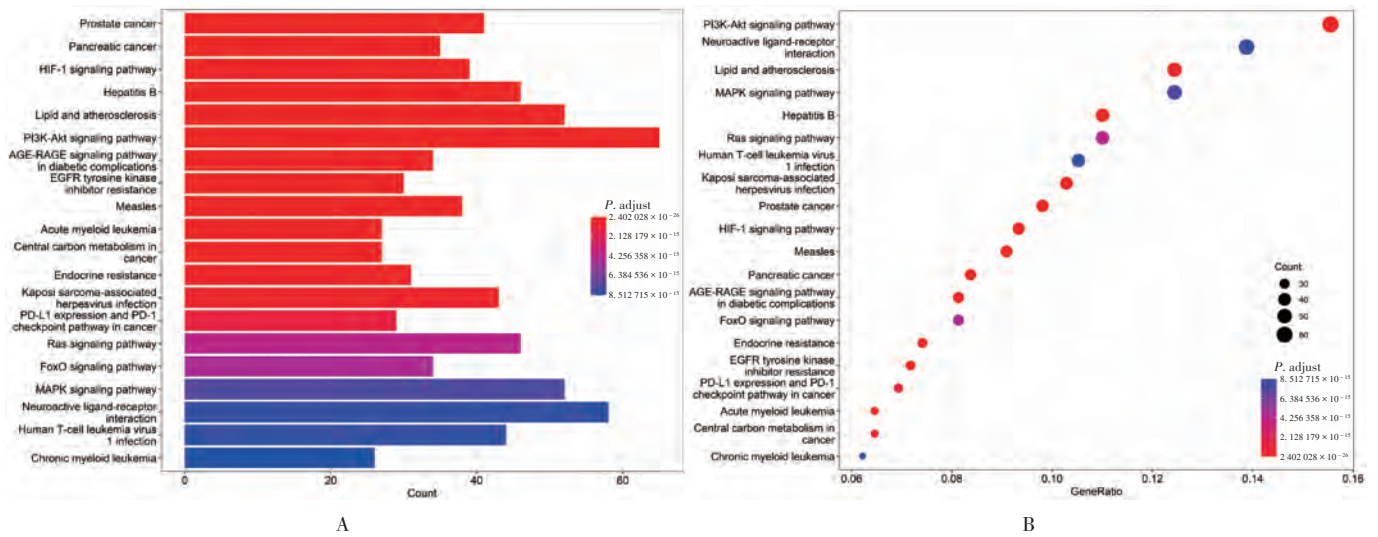 Prostate cancer
Pancreatic cancer
HIF-1 signaling pathway
Hepatitis B
Lipid and atherosclerosis
PI3K-Akt signaling pathway
AGE-RAGE signaling pathway
in diabetic complications
EGFR tyrosine kinase
inhibitor resistance
Measles
Acute myeloid leukemia
Central carbon metabolism in
cancer
Endocrine resistance
Kaposi sarcoma-associated
herpesvirus infection
PD-L1 expression and PD-1
checkpoint pathway in cancer
Ras signaling pathway
FoxO signaling pathway
MAPK signaling pathway
Neuroactive ligand-receptor
interaction
Human T-cell leukemia virus
1 infection
Chronic myeloid leukemia
0 20 40 60
Count
P. adjust
2. 402 028 × 10⁻²⁶
2. 128 179 × 10⁻¹⁵
4. 256 358 × 10⁻¹⁵
6. 384 536 × 10⁻¹⁵
8. 512 715 × 10⁻¹⁵
A
PI3K-Akt signaling pathway
Neuroactive ligand-receptor
interaction
Lipid and atherosclerosis
MAPK signaling pathway
Hepatitis B
Ras signaling pathway
Human T-cell leukemia virus
1 infection
Kaposi sarcoma-associated
herpesvirus infection
Prostate cancer
HIF-1 signaling pathway
Measles
Pancreatic cancer
AGE-RAGE signaling pathway
in diabetic complications
FoxO signaling pathway
Endocrine resistance
EGFR tyrosine kinase
inhibitor resistance
PD-L1 expression and PD-1
checkpoint pathway in cancer
Acute myeloid leukemia
Central carbon metabolism in
cancer
Chronic myeloid leukemia
0.06 0.08 0.10 0.12 0.14 0.16
GeneRatio
Count
30
40
50
60
P. adjust
8. 512 715 × 10⁻¹⁵
6. 384 536 × 10⁻¹⁵
4. 256 358 × 10⁻¹⁵
2. 128 179 × 10⁻¹⁵
2 402 028 × 10⁻²⁶
B